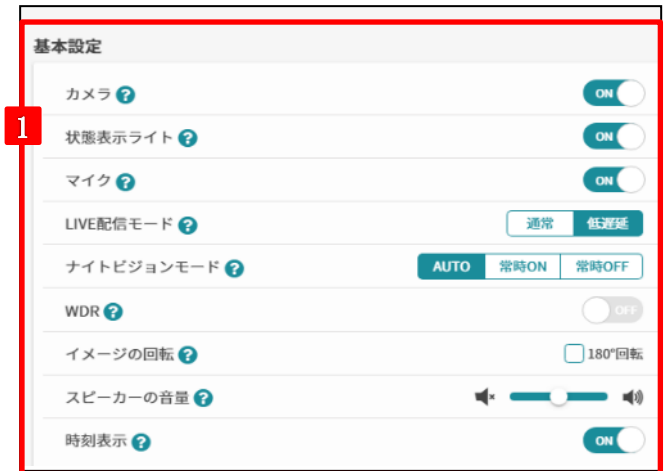 基本設定
1
カメラ ?
ON
状態表示ライト ?
ON
マイク ?
ON
LIVE配信モード ?
通常 低遅延
ナイトビジョンモード ?
AUTO 常時ON 常時OFF
WDR ?
OFF
イメージの回転 ?
180°回転
スピーカーの音量 ?
時刻表示 ?
ON